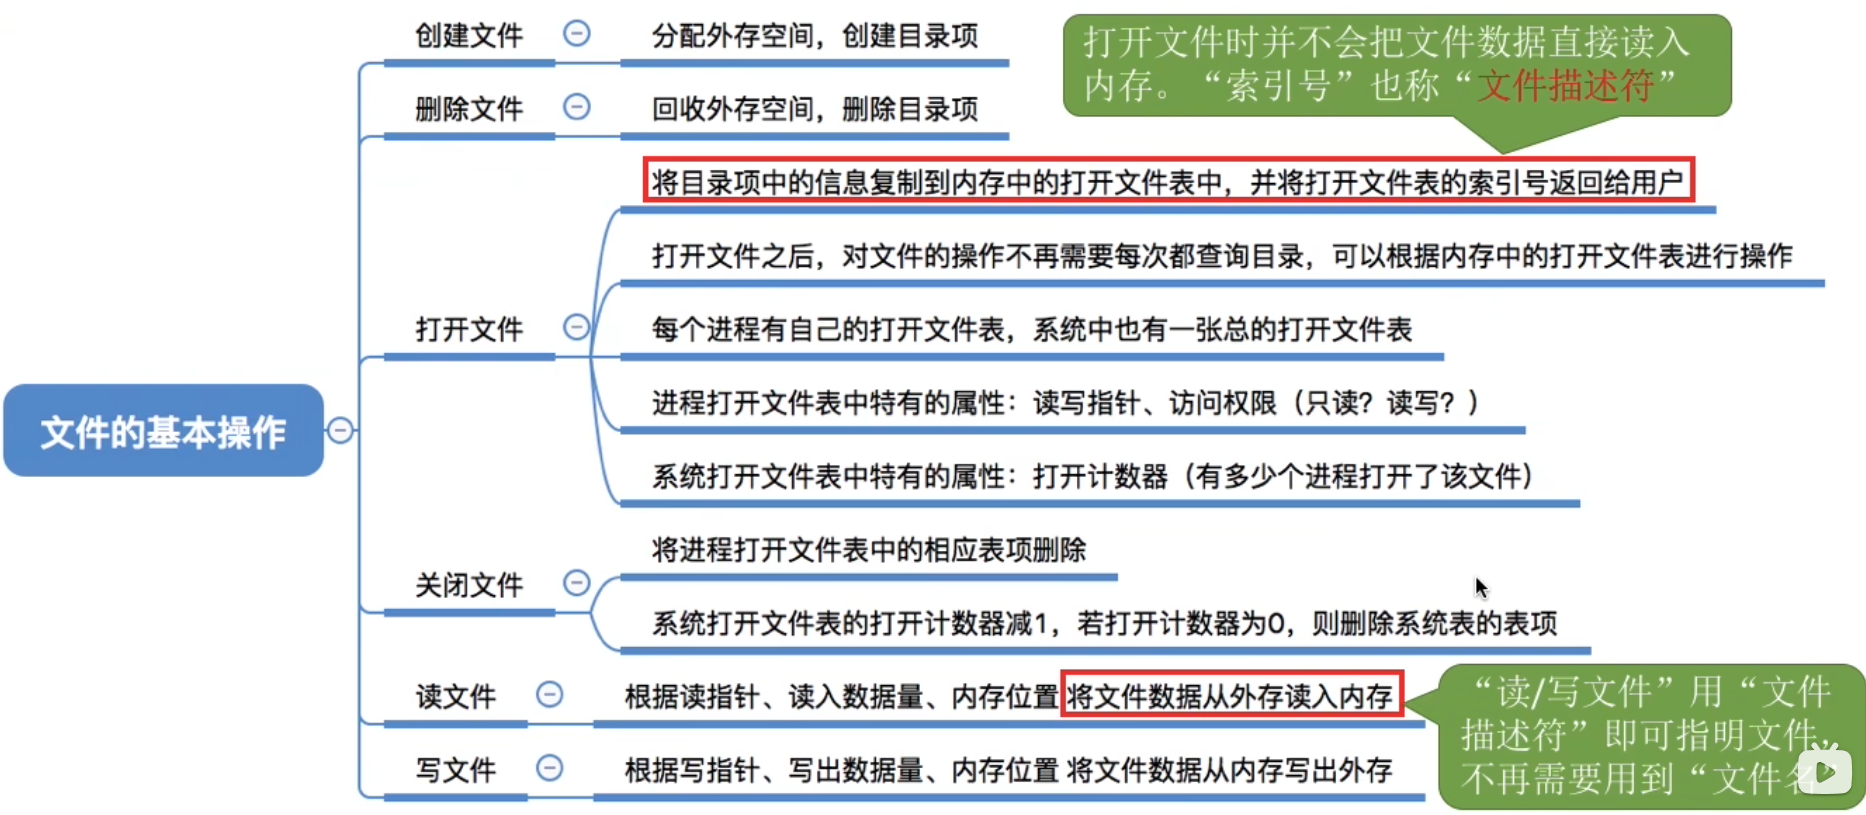 创建文件
分配外存空间，创建目录项
打开文件时并不会把文件数据直接读入
内存。“索引号”也称“文件描述符”
删除文件
回收外存空间，删除目录项
将目录项中的信息复制到内存中的打开文件表中，并将打开文件表的索引号返回给用户
打开文件之后，对文件的操作不再需要每次都查询目录，可以根据内存中的打开文件表进行操作
打开文件
每个进程有自己的打开文件表，系统中也有一张总的打开文件表
进程打开文件表中特有的属性：读写指针、访问权限（只读？读写？）
文件的基本操作
系统打开文件表中特有的属性：打开计数器（有多少个进程打开了该文件）
将进程打开文件表中的相应表项删除
关闭文件
系统打开文件表的打开计数器减1，若打开计数器为0，则删除系统表的表项
读文件
根据读指针、读入数据量、内存位置将文件数据从外存读入内存
“读/写文件”用“文件
描述符”即可指明文件，
不再需要用到“文件名”
写文件
根据写指针、写出数据量、内存位置 将文件数据从内存写出外存